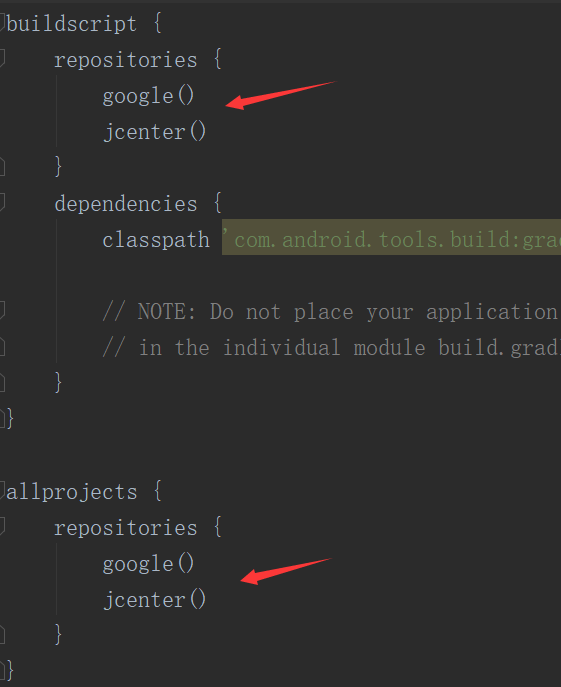 buildscript {
repositories {
google()
jcenter()
}
dependencies {
classpath 'com.android.tools.build:grad
// NOTE: Do not place your application
// in the individual module build.gradl
}
}
allprojects {
repositories {
google()
jcenter()
}
}